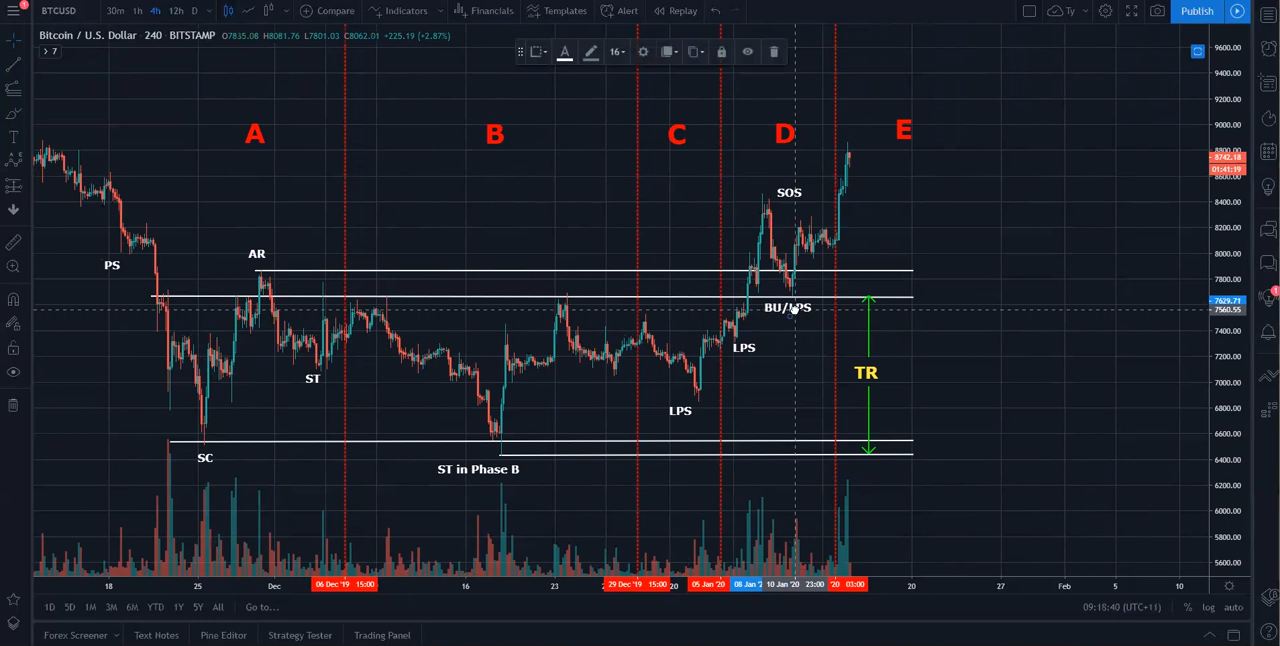 1 BTCUSD 30m 1h 4h 12h D Compare Indicators Financials Templates Alert Replay Ty Publish
Bitcoin / U.S. Dollar · 240 · BITSTAMP O7835.08 H8081.76 L7801.03 C8062.01 +225.19 (+2.87%)
> 7
16
9600.00
9400.00
9200.00
9000.00
8800.00
8742.18
01:41:19
8600.00
8400.00
8200.00
8000.00
7800.00
7629.71
7560.55
7400.00
7200.00
7000.00
6800.00
6600.00
6400.00
6200.00
6000.00
5800.00
5600.00
A B C D E
SOS
AR
PS
BU/LPS
LPS
TR
ST
LPS
SC
ST in Phase B
18 25 Dec 06 Dec '19 15:00 16 23 29 Dec '19 15:00 20 05 Jan '20 08 Jan '2 10 Jan '20 23:00 '20 03:00 20 27 Feb 5 10
1D 5D 1M 3M 6M YTD 1Y 5Y All Go to... 09:18:40 (UTC+11) % log auto
Forex Screener Text Notes Pine Editor Strategy Tester Trading Panel